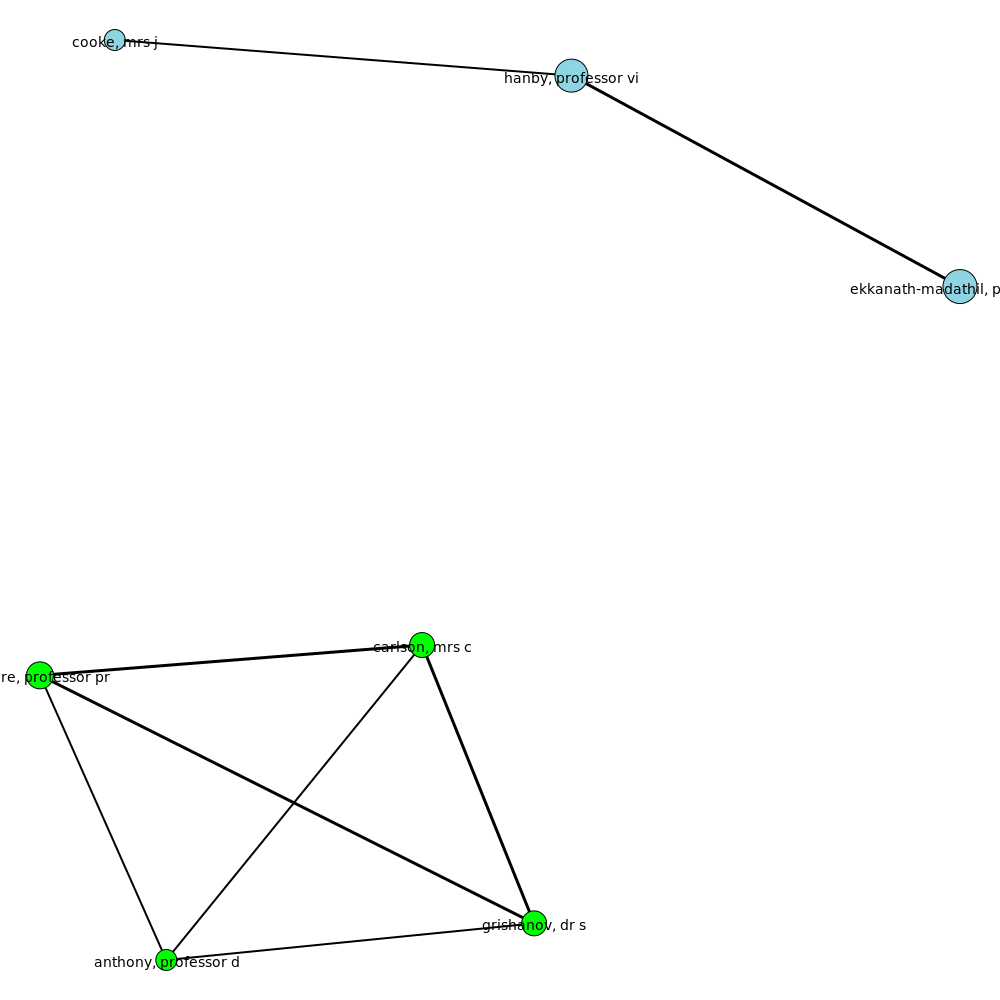 cooke, mrs j
hanby, professor vi
ekkanath-madathil, p
carlson, mrs c
re, professor pr
grishanov, dr s
anthony, professor d